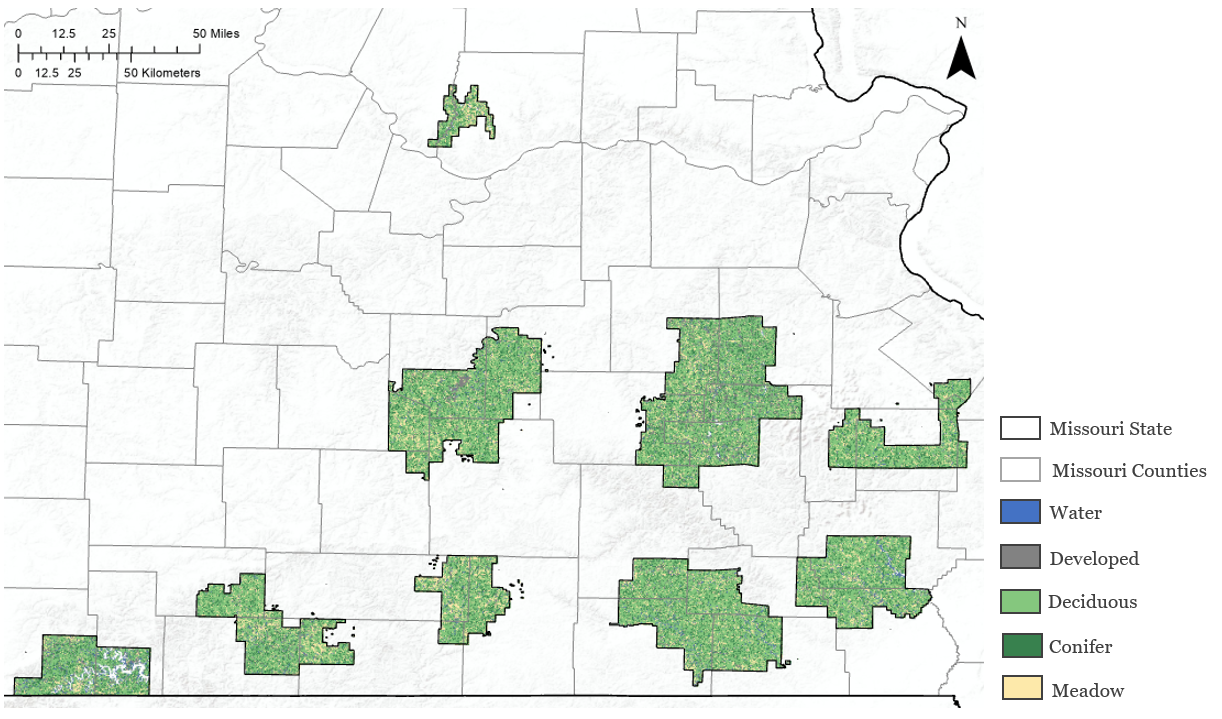 0 12.5 25 50 Miles
0 12.5 25 50 Kilometers
N
Missouri State
Missouri Counties
Water
Developed
Deciduous
Conifer
Meadow